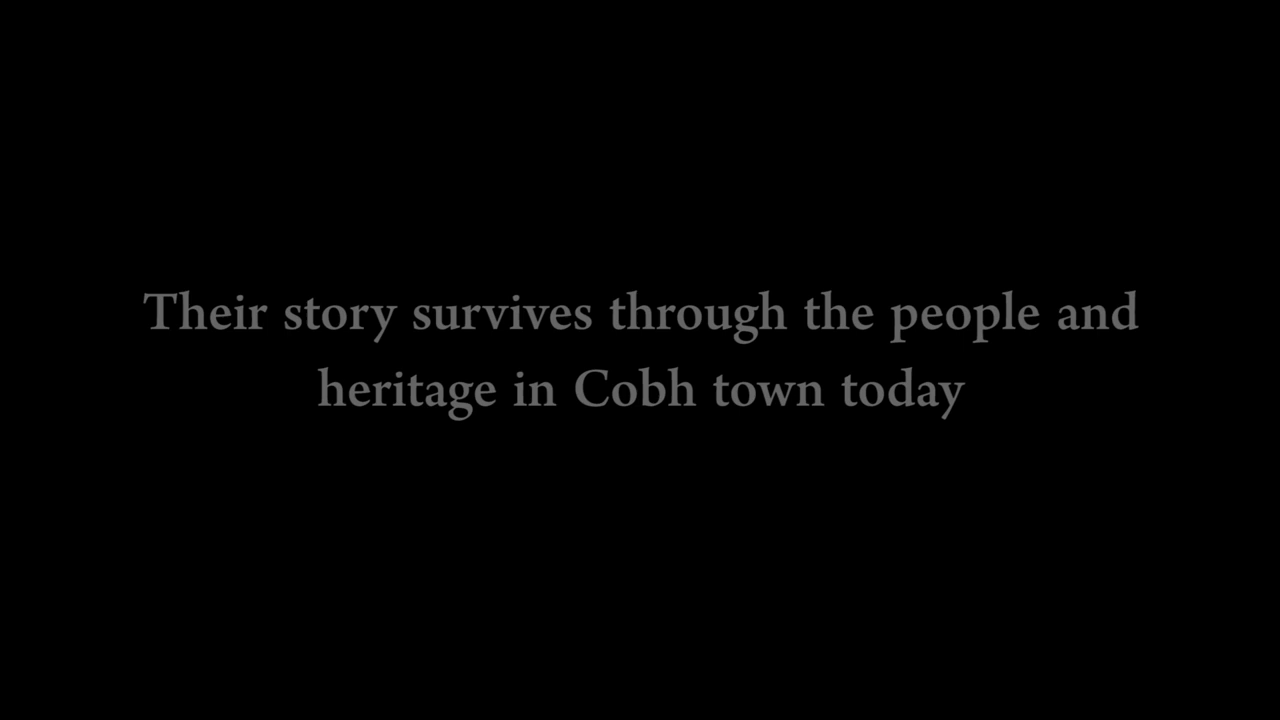 Their story survives through the people and
heritage in Cobh town today